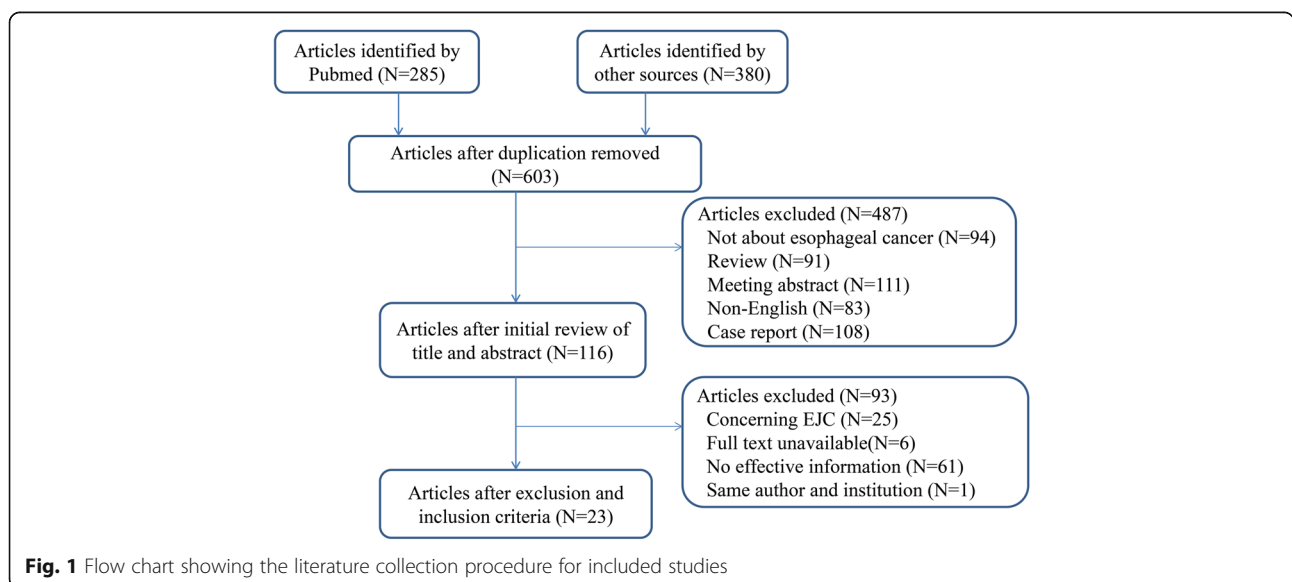 Articles identified by
Pubmed (N=285)
Articles identified by
other sources (N=380)
Articles after duplication removed
(N=603)
Articles excluded (N=487)
Not about esophageal cancer (N=94)
Review (N=91)
Meeting abstract (N=111)
Non-English (N=83)
Case report (N=108)
Articles after initial review of
title and abstract (N=116)
Articles excluded (N=93)
Concerning EJC (N=25)
Full text unavailable(N=6)
No effective information (N=61)
Same author and institution (N=1)
Articles after exclusion and
inclusion criteria (N=23)
Fig. 1 Flow chart showing the literature collection procedure for included studies